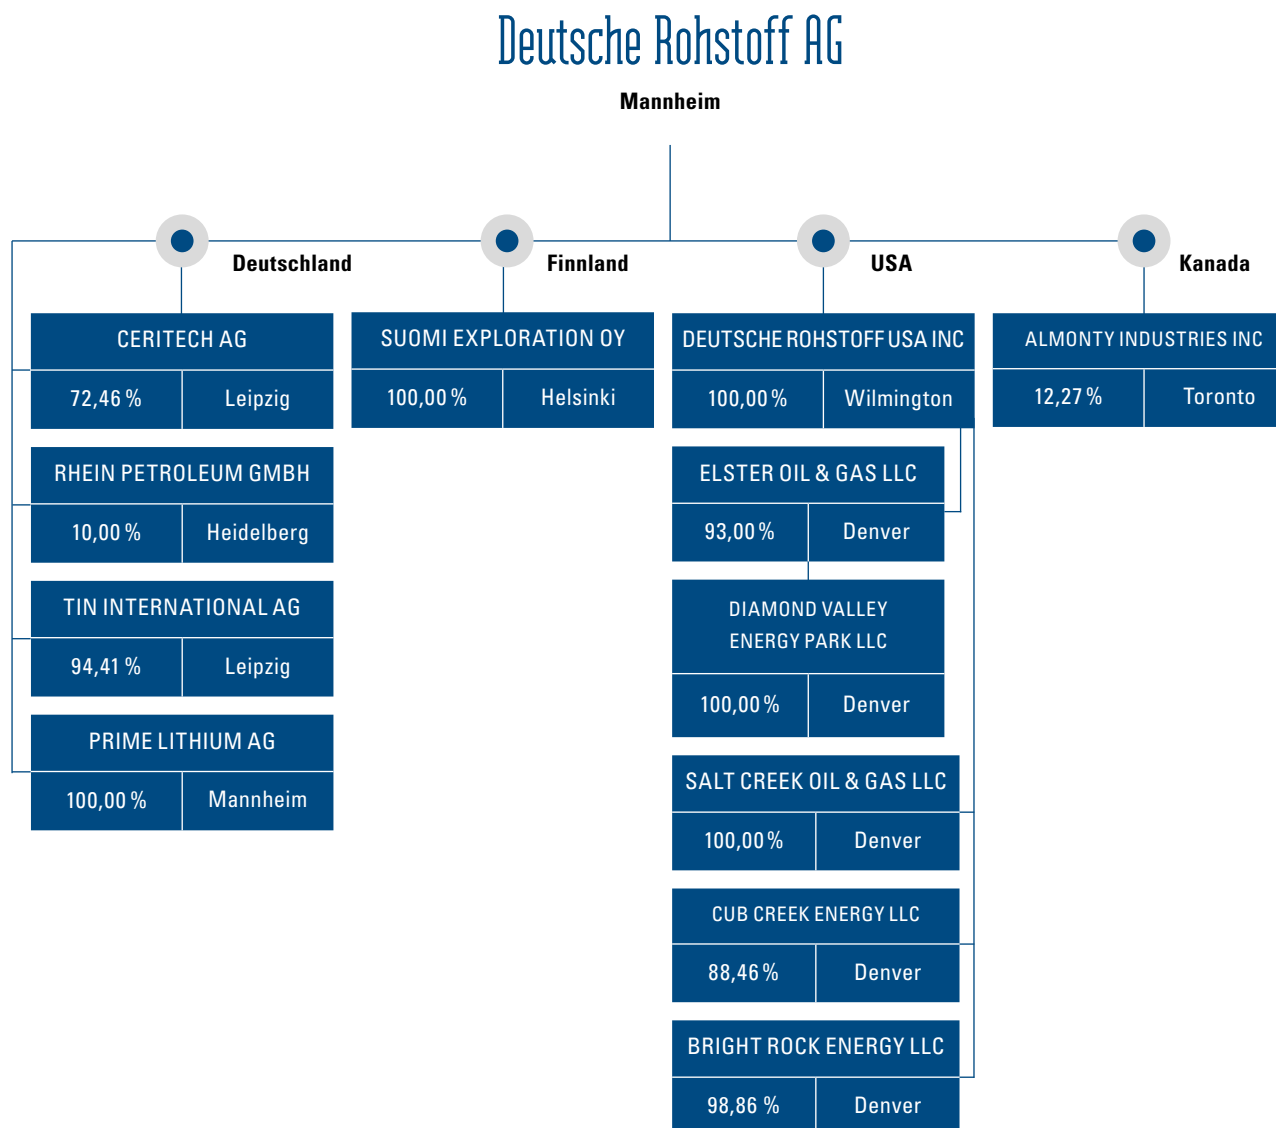 Deutsche Rohstoff AG
Mannheim
Deutschland
CERITECH AG
72,46 % Leipzig
RHEIN PETROLEUM GMBH
10,00 % Heidelberg
TIN INTERNATIONAL AG
94,41 % Leipzig
PRIME LITHIUM AG
100,00 % Mannheim
Finnland
SUOMI EXPLORATION OY
100,00 % Helsinki
USA
DEUTSCHE ROHSTOFF USA INC
100,00 % Wilmington
ELSTER OIL & GAS LLC
93,00 % Denver
DIAMOND VALLEY
ENERGY PARK LLC
100,00 % Denver
SALT CREEK OIL & GAS LLC
100,00 % Denver
CUB CREEK ENERGY LLC
88,46 % Denver
BRIGHT ROCK ENERGY LLC
98,86 % Denver
Kanada
ALMONTY INDUSTRIES INC
12,27 % Toronto